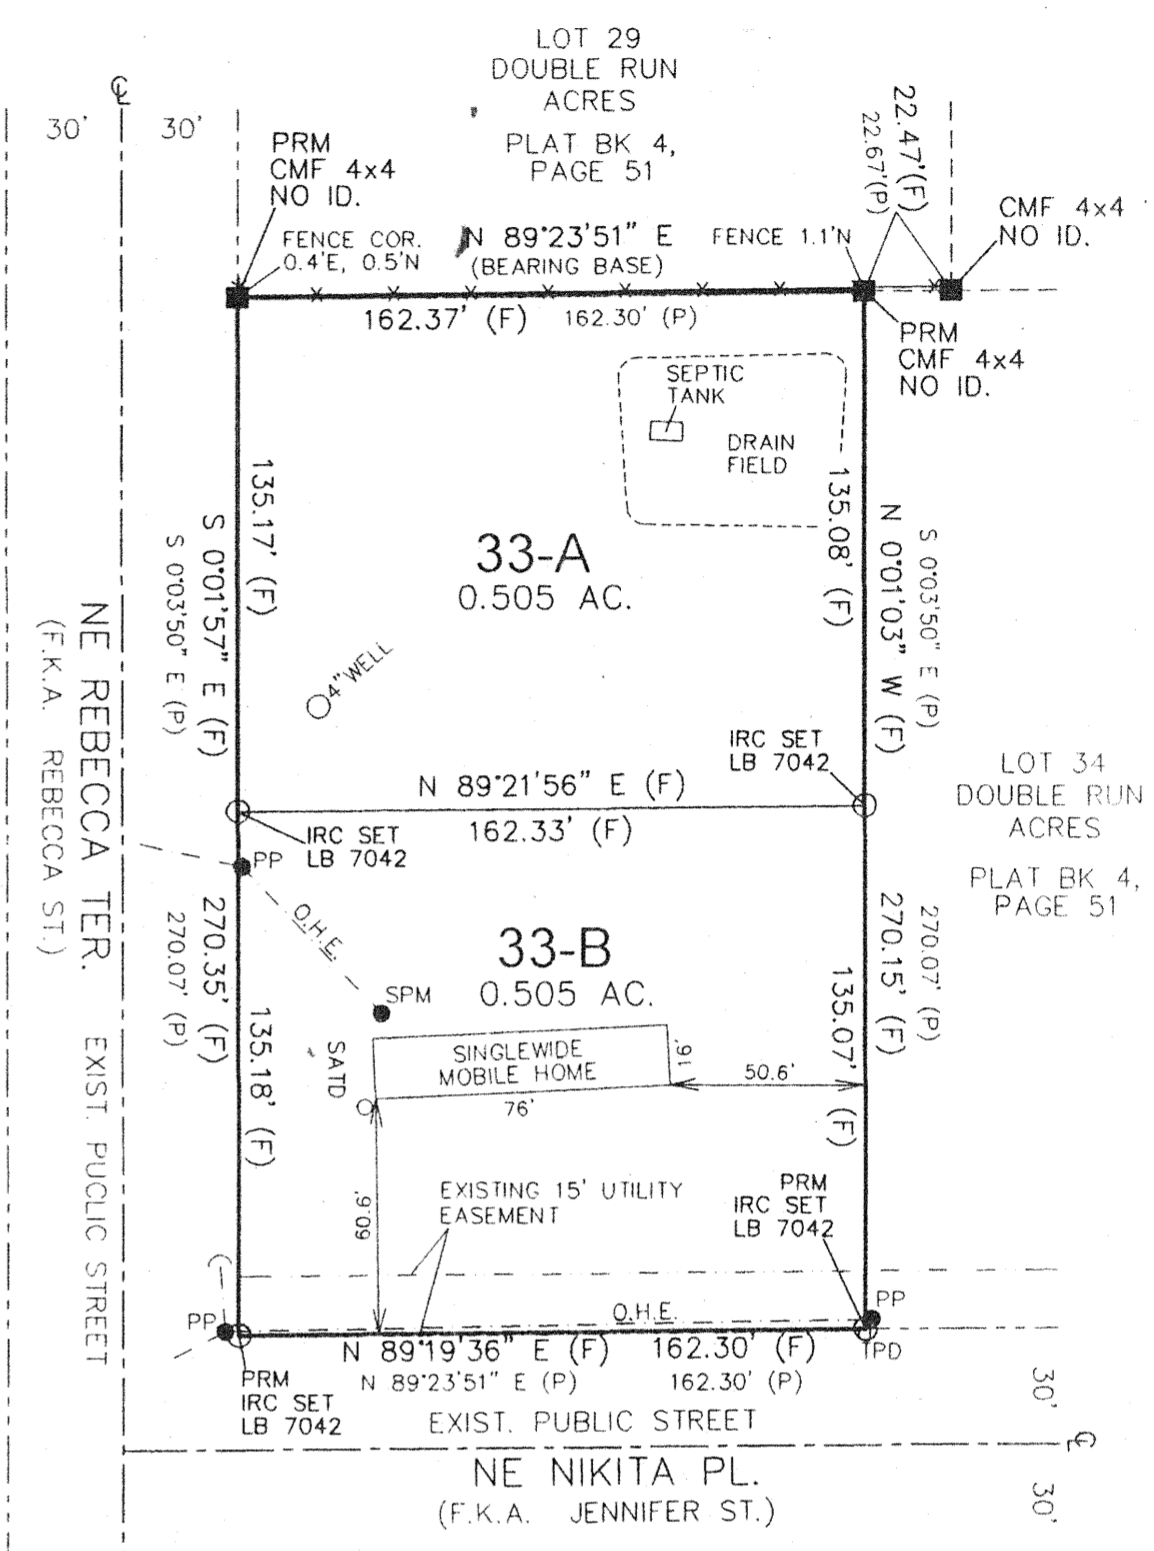 LOT 29
DOUBLE RUN
ACRES
PLAT BK 4,
PAGE 51
℄
30'
30'
PRM
CMF 4x4
NO ID.
22.47'(F)
22.67'(P)
CMF 4x4
NO ID.
FENCE COR.
0.4'E, 0.5'N
N 89°23'51" E
(BEARING BASE)
FENCE 1.1'N
162.37' (F)
162.30' (P)
PRM
CMF 4x4
NO ID.
SEPTIC
TANK
DRAIN
FIELD
135.17' (F)
S 0°01'57" E (F)
S 0°03'50" E (P)
33-A
0.505 AC.
135.08' (F)
N 0°01'03" W (F)
S 0°03'50" E (P)
4" WELL
NE REBECCA TER.
(F.K.A. REBECCA ST.)
EXIST. PUCLIC STREET
IRC SET
LB 7042
N 89°21'56" E (F)
162.33' (F)
IRC SET
LB 7042
LOT 34
DOUBLE RUN
ACRES
PLAT BK 4,
PAGE 51
PP
O.H.E.
270.35' (F)
270.07' (P)
33-B
0.505 AC.
270.15' (F)
270.07' (P)
SPM
135.18' (F)
SATD
SINGLEWIDE
MOBILE HOME
16'
76'
50.6'
135.07' (F)
60.6'
EXISTING 15' UTILITY
EASEMENT
PRM
IRC SET
LB 7042
PP
PP
O.H.E.
TPD
N 89°19'36" E (F)
162.30' (F)
N 89°23'51" E (P)
162.30' (P)
PRM
IRC SET
LB 7042
EXIST. PUBLIC STREET
30'
℄
NE NIKITA PL.
(F.K.A. JENNIFER ST.)
30'